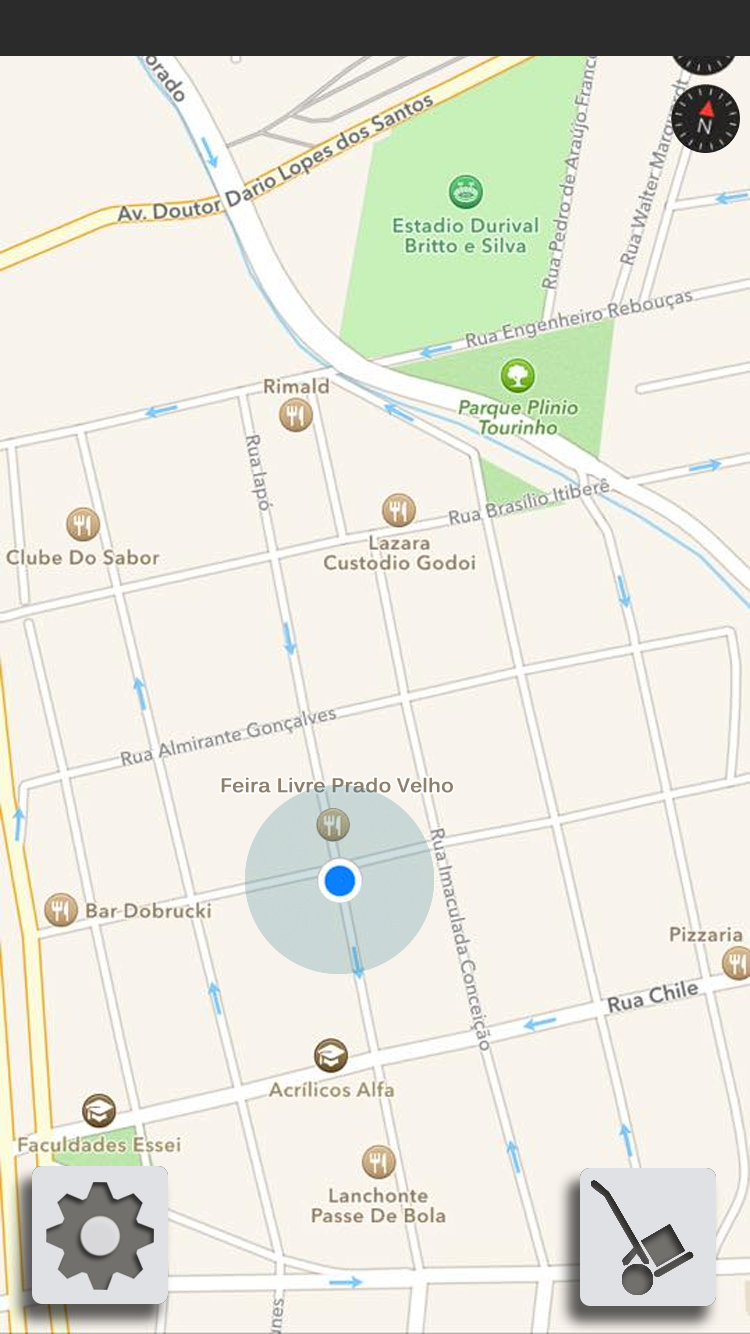 orado
Av. Doutor Dario Lopes dos Santos
N
Estadio Durival
Britto e Silva
Rua Pedro de Araújo Franco
Rua Walter Marquardt
Rua Engenheiro Rebouças
Rimald
Parque Plinio
Tourinho
Rua Iapó
Rua Brasílio Itiberê
Clube Do Sabor
Lazara
Custodio Godoi
Rua Almirante Gonçalves
Feira Livre Prado Velho
Rua Imaculada Conceição
Bar Dobrucki
Pizzaria
Rua Chile
Acrílicos Alfa
Faculdades Essei
Lanchonte
Passe De Bola
unes